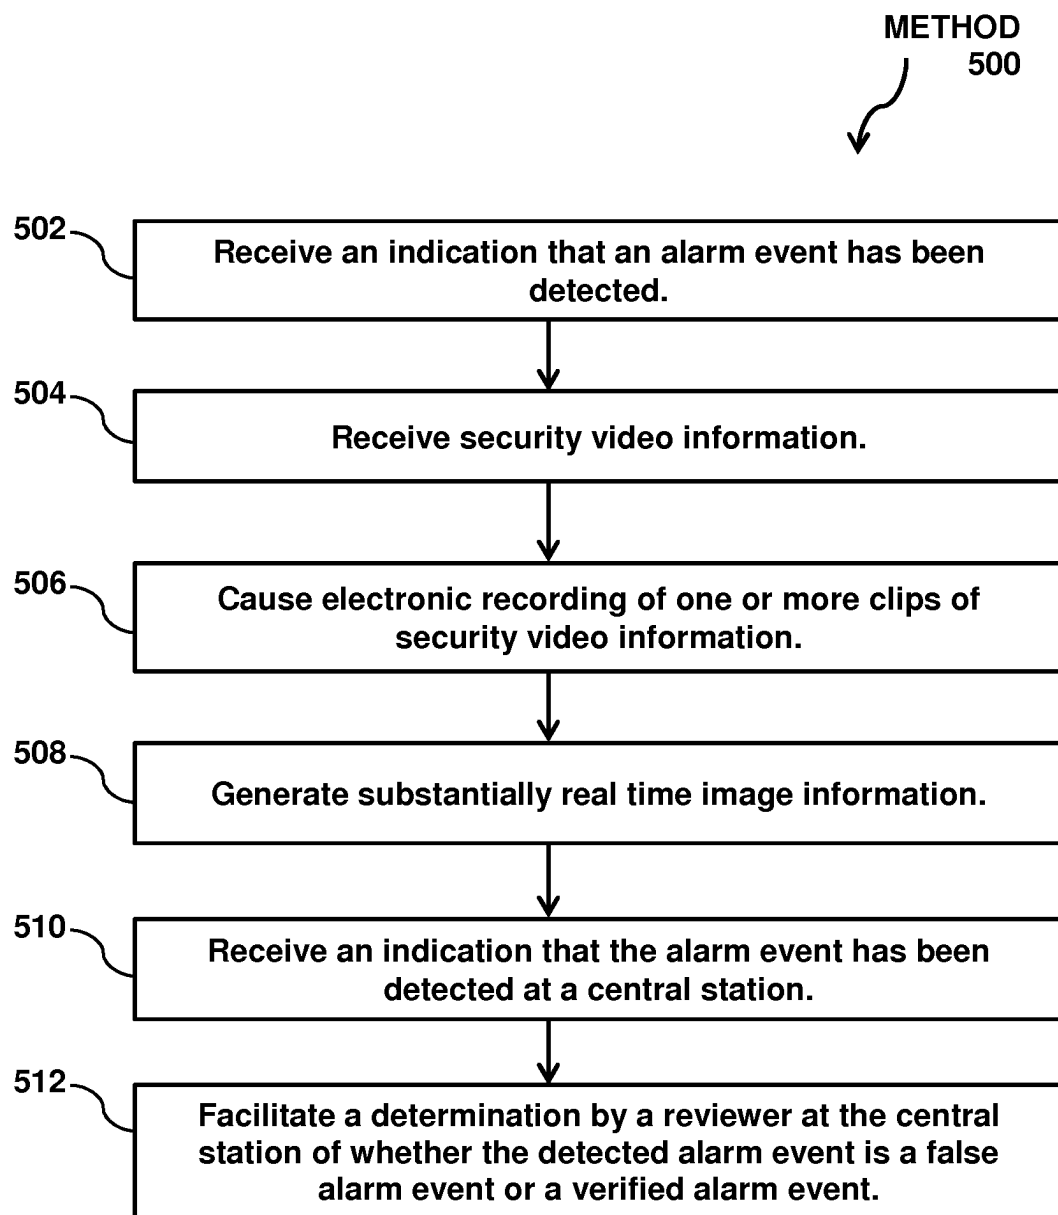 METHOD
500
502
Receive an indication that an alarm event has been
detected.
504
Receive security video information.
506
Cause electronic recording of one or more clips of
security video information.
508
Generate substantially real time image information.
510
Receive an indication that the alarm event has been
detected at a central station.
512
Facilitate a determination by a reviewer at the central
station of whether the detected alarm event is a false
alarm event or a verified alarm event.